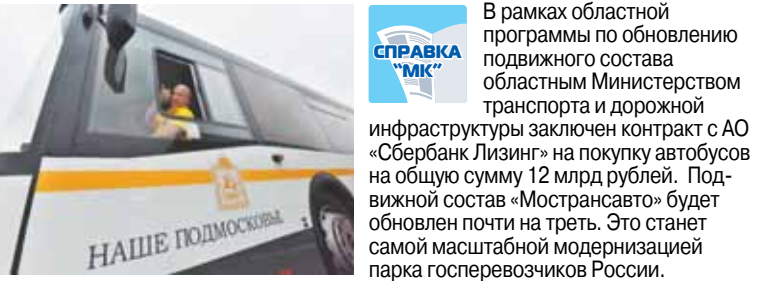 НАШЕ ПОДМОСКОВЬЕ
СПРАВКА
"МК"
В рамках областной
программы по обновлению
подвижного состава
областным Министерством
транспорта и дорожной
инфраструктуры заключен контракт с АО
«Сбербанк Лизинг» на покупку автобусов
на общую сумму 12 млрд рублей. Под-
вижной состав «Мострансавто» будет
обновлен почти на треть. Это станет
самой масштабной модернизацией
парка госперевозчиков России.